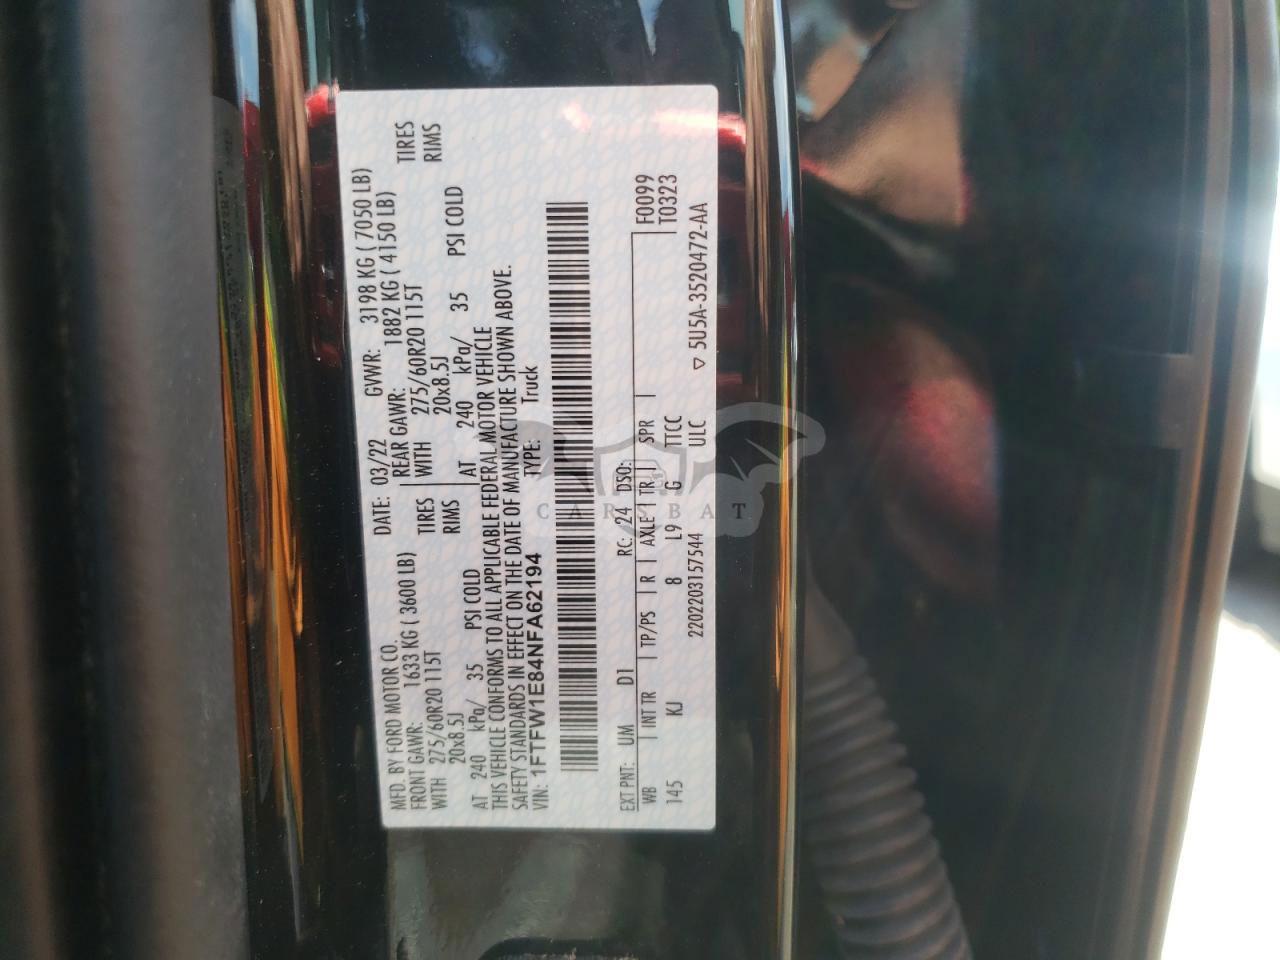 MFD. BY FORD MOTOR CO.
DATE: 03/22 GVWR: 3198 KG ( 7050 LB)
FRONT GAWR: 1633 KG ( 3600 LB)
REAR GAWR: 1882 KG ( 4150 LB)
WITH 275/60R20 115T TIRES
WITH 275/60R20 115T TIRES
20x8.5J RIMS
20x8.5J RIMS
AT 240 kPa/ 35 PSI COLD
AT 240 kPa/ 35 PSI COLD
THIS VEHICLE CONFORMS TO ALL APPLICABLE FEDERAL MOTOR VEHICLE
SAFETY STANDARDS IN EFFECT ON THE DATE OF MANUFACTURE SHOWN ABOVE.
VIN: 1FTFW1E84NFA62194 TYPE: Truck
EXT PNT: UM D1 RC: 24 DSO: F0099
WB INT TR TP/PS R AXLE TR SPR T0323
145 KJ 8 L9 G TTCC
2202203157544 ULC ▽ 5U5A-3520472-AA
CARSBAT